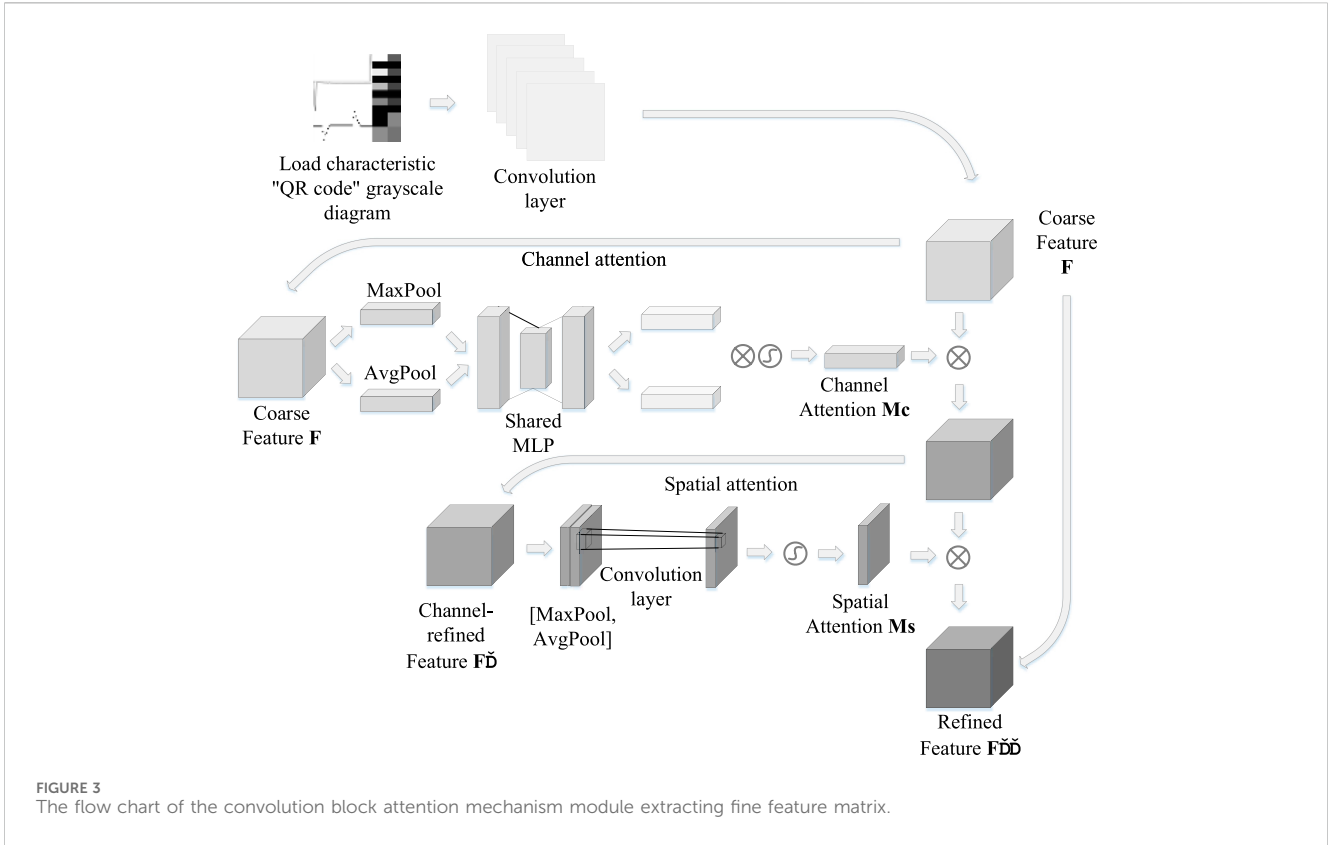 Load characteristic
"QR code" grayscale
diagram
Convolution
layer
Coarse
Feature
F
Channel attention
MaxPool
AvgPool
Coarse
Feature F
Shared
MLP
Channel
Attention Mc
Spatial attention
Channel-
refined
Feature FĎ
[MaxPool,
AvgPool]
Convolution
layer
Spatial
Attention Ms
Refined
Feature FĎĎ
FIGURE 3
The flow chart of the convolution block attention mechanism module extracting fine feature matrix.